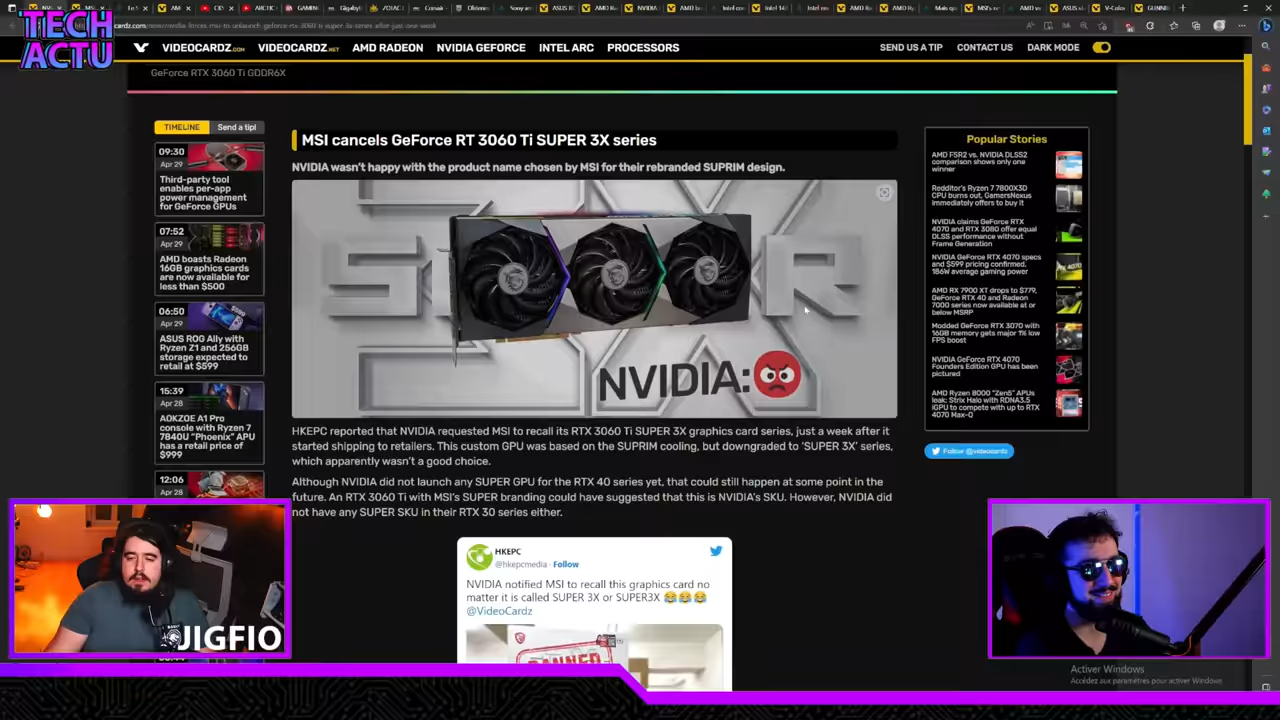 TECH
ACTU
VIDEOCARDZ.COM
VIDEOCARDZ.NET
AMD RADEON
NVIDIA GEFORCE
INTEL ARC
PROCESSORS
SEND US A TIP
CONTACT US
DARK MODE
GeForce RTX 3060 Ti GDDR6X
TIMELINE
Send a tip!
09:30
Apr 29
Third-party tool
enables per-app
power management
for GeForce GPUs
07:52
Apr 29
AMD boasts Radeon
16GB graphics cards
are now available for
less than $500
06:50
Apr 29
ASUS ROG Ally with
Ryzen Z1 and 256GB
storage expected to
retail at $599
15:39
Apr 28
AOKZOE A1 Pro
console with Ryzen 7
7840U "Phoenix" APU
has a retail price of
$999
12:06
Apr 28
MSI cancels GeForce RT 3060 Ti SUPER 3X series
NVIDIA wasn't happy with the product name chosen by MSI for their rebranded SUPRIM design.
NVIDIA:
HKEPC reported that NVIDIA requested MSI to recall its RTX 3060 Ti SUPER 3X graphics card series, just a week after it
started shipping to retailers. This custom GPU was based on the SUPRIM cooling, but downgraded to 'SUPER 3X' series,
which apparently wasn't a good choice.
Although NVIDIA did not launch any SUPER GPU for the RTX 40 series yet, that could still happen at some point in the
future. An RTX 3060 Ti with MSI's SUPER branding could have suggested that this is NVIDIA's SKU. However, NVIDIA did
not have any SUPER SKU in their RTX 30 series either.
HKEPC
@hkepcmedia · Follow
NVIDIA notified MSI to recall this graphics card no
matter it is called SUPER 3X or SUPER3X 😂😂😂
@VideoCardz
BANNED
Popular Stories
AMD FSR2 vs. NVIDIA DLSS2
comparison shows only one
winner
Redditor's Ryzen 7 7800X3D
CPU burns out, GamersNexus
immediately offers to buy it
NVIDIA claims GeForce RTX
4070 and RTX 3080 offer equal
DLSS performance without
Frame Generation
NVIDIA GeForce RTX 4070 specs
and $599 pricing confirmed,
186W average gaming power
AMD RX 7900 XT drops to $779,
GeForce RTX 40 and Radeon
7000 series now available at or
below MSRP
Modded GeForce RTX 3070 with
16GB memory gets major 1% low
FPS boost
NVIDIA GeForce RTX 4070
Founders Edition GPU has been
pictured
AMD Ryzen 8000 "Zen5" APUs
leak: Strix Halo with RDNA3.5
iGPU to compete with up to RTX
4070 Max-Q
Follow @videocardz
JIGFIO
Activer Windows
Accédez aux paramètres pour activer Windows.